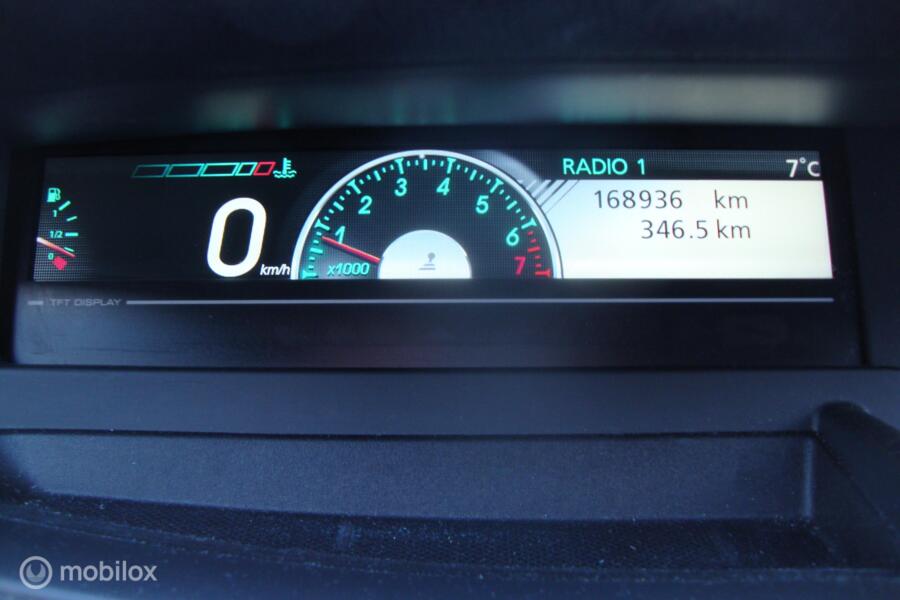 RADIO 1 7°C
168936 km
346.5 km
1
1/2
0
0 km/h
1 2 3 4 5 6 7
x1000
TFT DISPLAY
mobilox